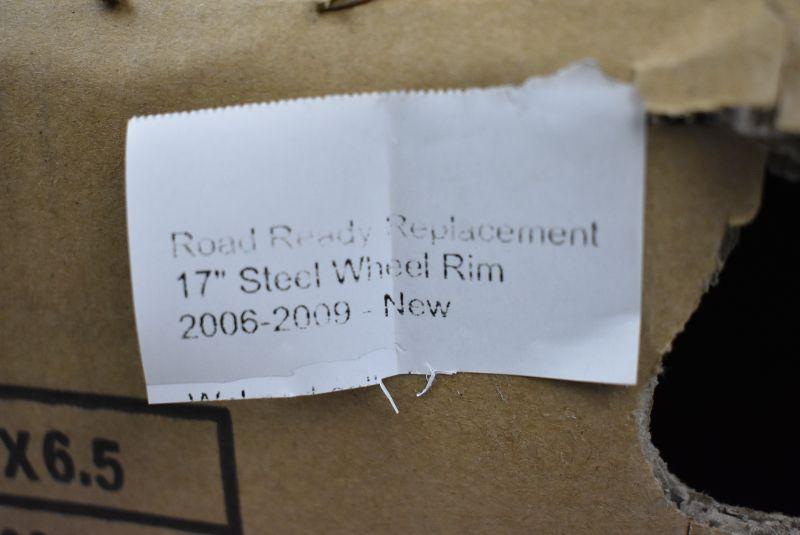 Road Ready Replacement
17" Steel Wheel Rim
2006-2009 - New
X6.5